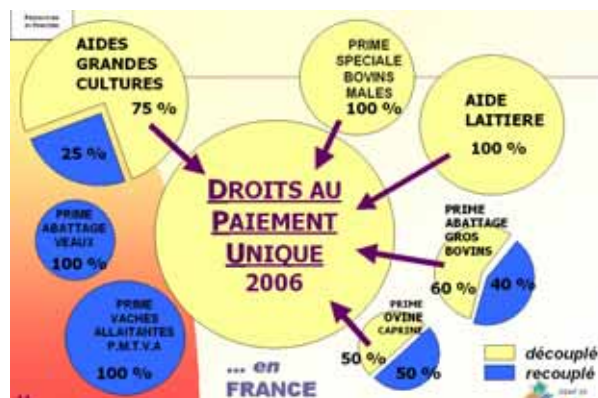 AIDES
GRANDES
CULTURES
75 %
25 %
PRIME
SPECIALE
BOVINS
MALES
100 %
AIDE
LAITIERE
100 %
DROITS AU
PAIEMENT
UNIQUE
2006
PRIME
ABATTAGE
VEAUX
100 %
PRIME
ABATTAGE
GROS
BOVINS
60 %
40 %
PRIME
VACHES
ALLAITANTES
P.M.T.V.A
100 %
PRIME
OVINE
CAPRINE
50 %
50 %
... en
FRANCE
découplé
recouplé